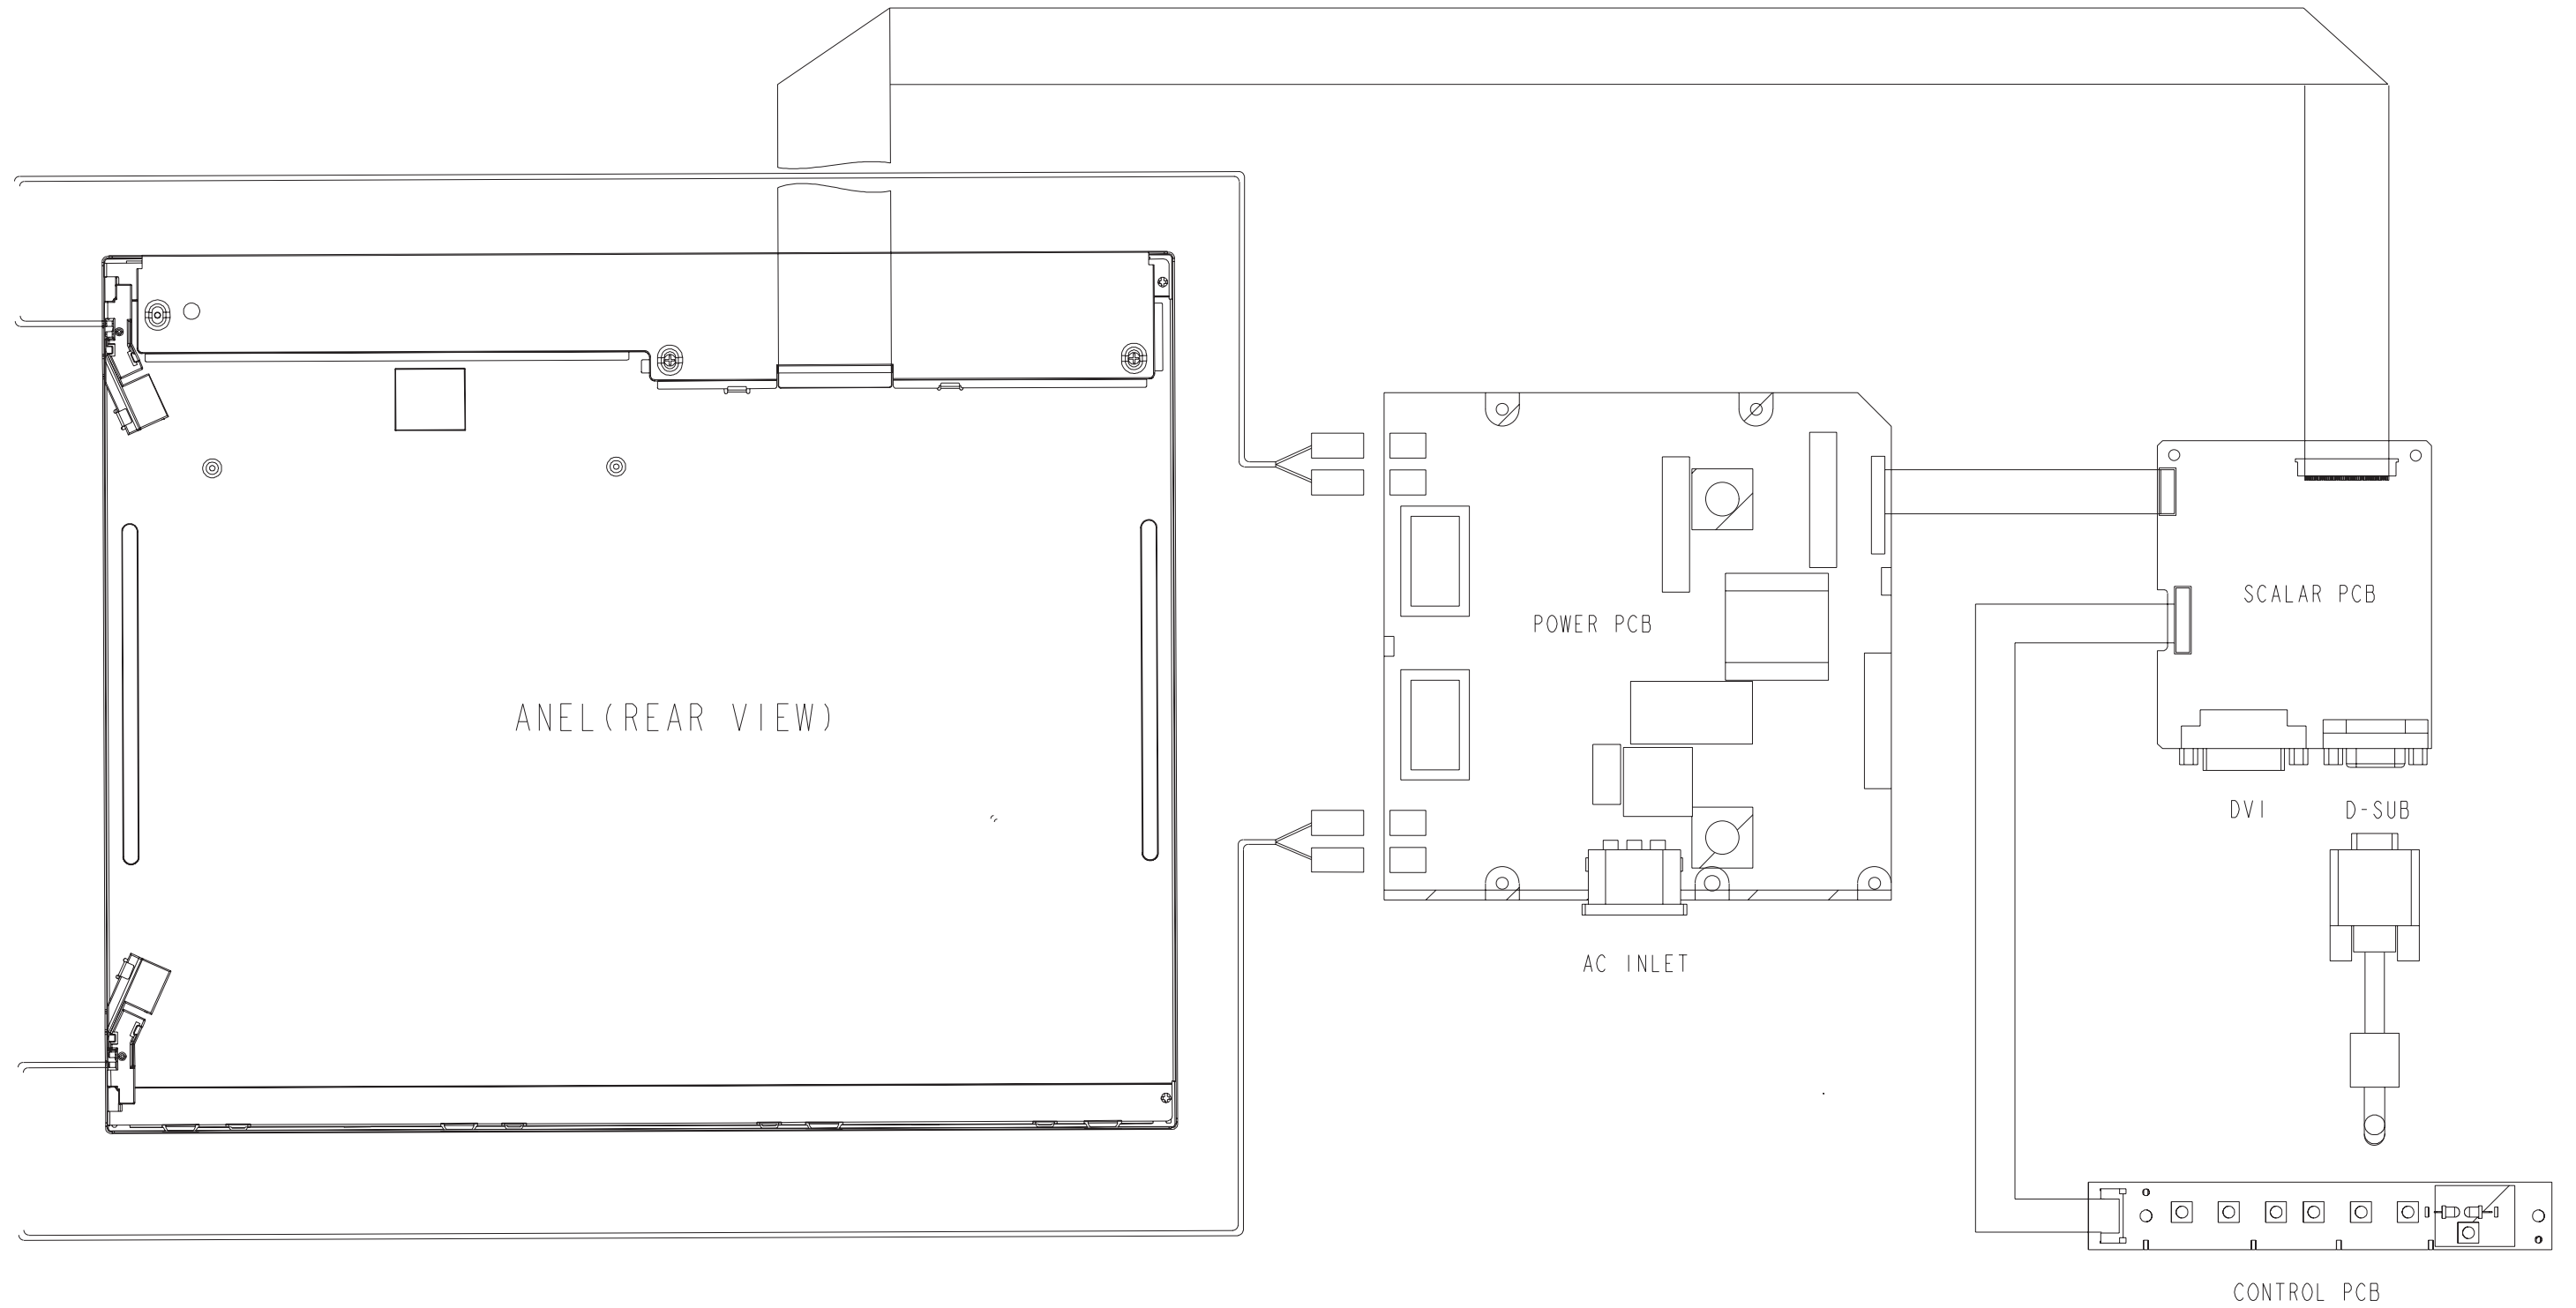 SCALAR PCB
POWER PCB
ANEL(REAR VIEW)
DVI
D-SUB
AC INLET
CONTROL PCB